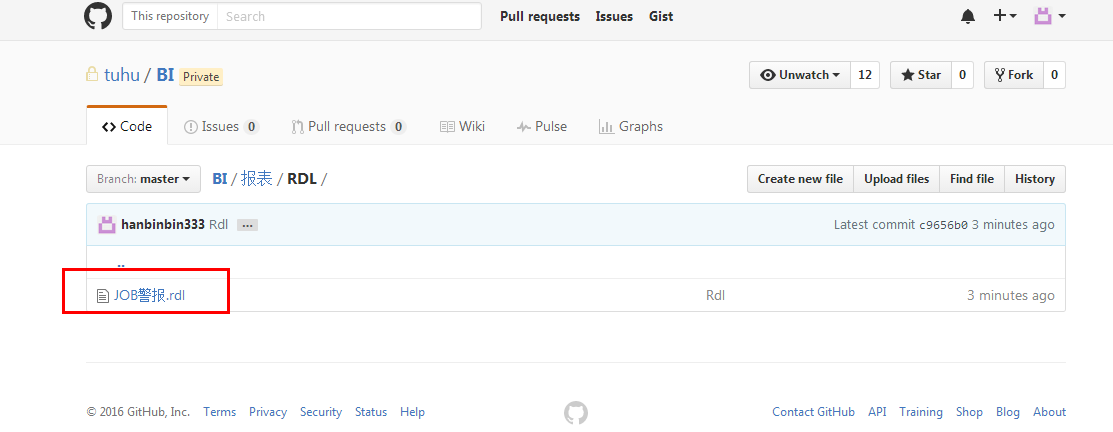 This repository Search Pull requests Issues Gist
tuhu / BI Private Unwatch 12 Star 0 Fork 0
Code Issues 0 Pull requests 0 Wiki Pulse Graphs
Branch: master BI / 报表 / RDL / Create new file Upload files Find file History
hanbinbin333 Rdl ... Latest commit c9656b0 3 minutes ago
..
JOB警报.rdl Rdl 3 minutes ago
© 2016 GitHub, Inc. Terms Privacy Security Status Help Contact GitHub API Training Shop Blog About